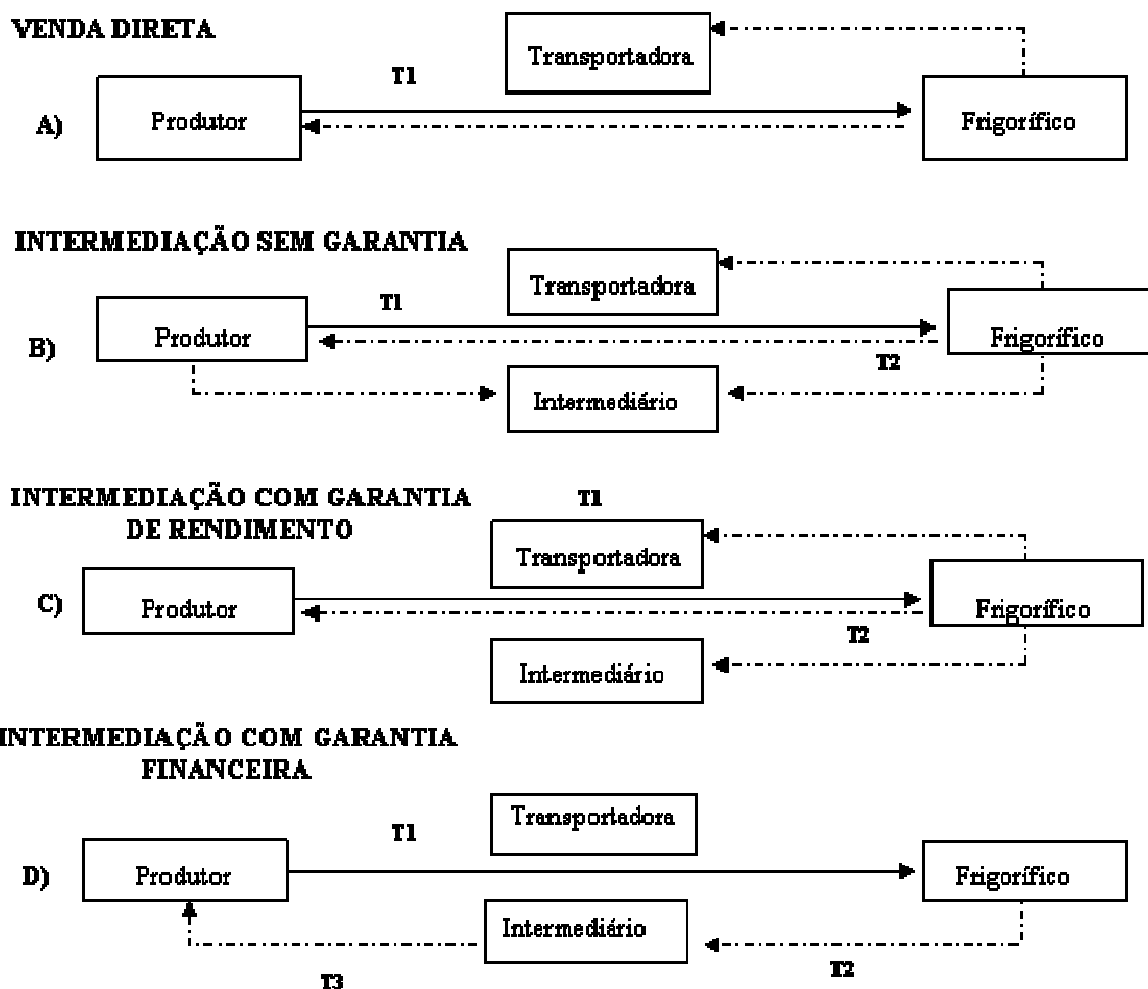 VENDA DIRETA
Transportadora
T1
A)
Produtor
Frigorífico
INTERMEDIAÇÃO SEM GARANTIA
Transportadora
T1
Produtor
Frigorífico
B)
T2
Intermediário
INTERMEDIAÇÃO COM GARANTIA
DE RENDIMENTO
T1
Transportadora
C)
Produtor
Frigorífico
T2
Intermediário
INTERMEDIAÇÃO COM GARANTIA
FINANCEIRA
Transportadora
T1
D)
Produtor
Frigorífico
Intermediário
T3
T2